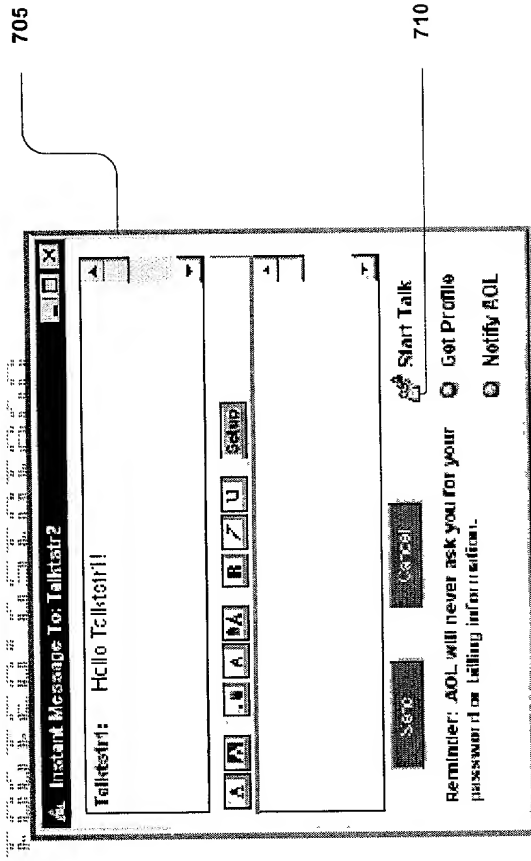 705
Instant Message To: Talkstr2
Talkstr1: Hello Talkstr1!
A A A A A B I U Setup
Send
Cancel
Start Talk
710
Get Profile
Notify AOL
Reminder: AOL will never ask you for your
password or billing information.